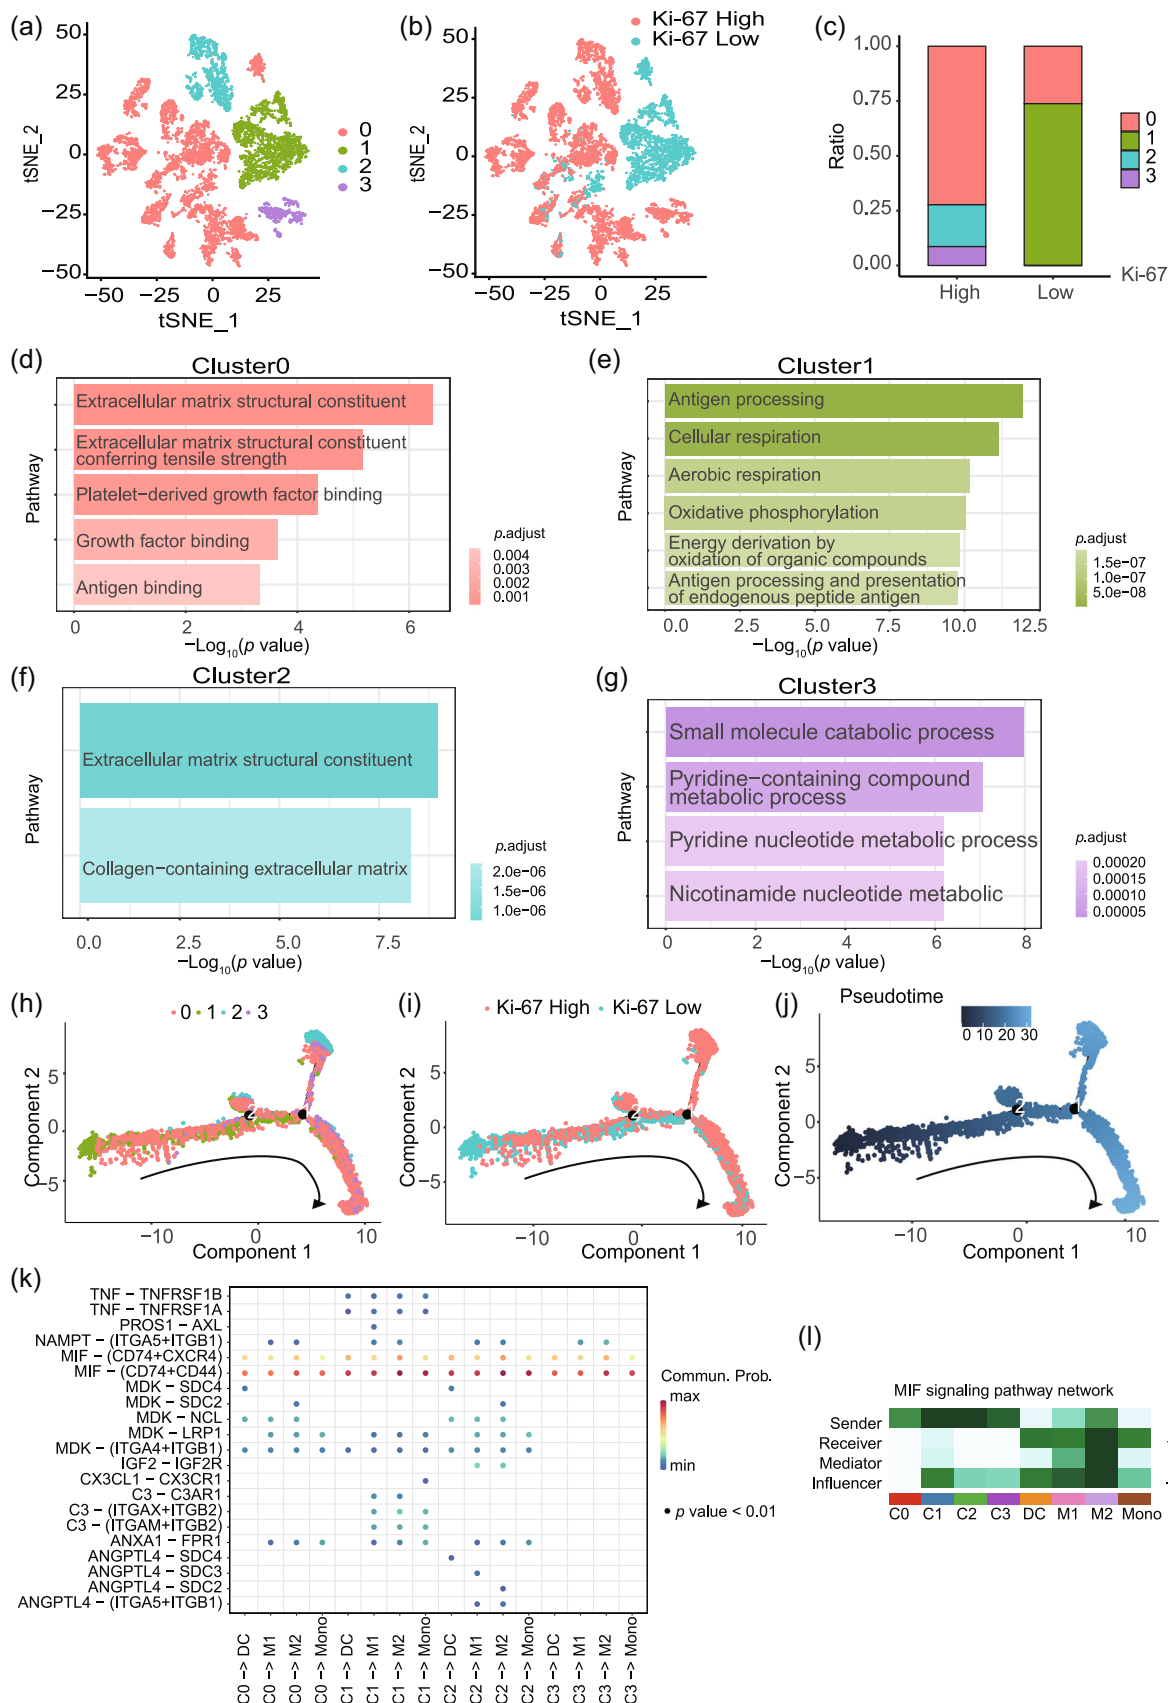 (a)
50
25
0
−25
−50
tSNE_2
−50 −25 0 25
tSNE_1
0
1
2
3
(b)
Ki-67 High
Ki-67 Low
50
25
0
−25
−50
tSNE_2
−50 −25 0 25
tSNE_1
(c)
1.00
0.75
0.50
0.25
0.00
Ratio
High Low
Ki-67
0
1
2
3
(d)
Cluster0
Extracellular matrix structural constituent
Extracellular matrix structural constituent
conferring tensile strength
Platelet−derived growth factor binding
Growth factor binding
Antigen binding
Pathway
0 2 4 6
−Log10(p value)
p.adjust
0.004
0.003
0.002
0.001
(e)
Cluster1
Antigen processing
Cellular respiration
Aerobic respiration
Oxidative phosphorylation
Energy derivation by
oxidation of organic compounds
Antigen processing and presentation
of endogenous peptide antigen
Pathway
0.0 2.5 5.0 7.5 10.0 12.5
−Log10(p value)
p.adjust
1.5e−07
1.0e−07
5.0e−08
(f)
Cluster2
Extracellular matrix structural constituent
Collagen−containing extracellular matrix
Pathway
0.0 5.0 7.5
−Log10(p value)
p.adjust
2.0e−06
1.5e−06
1.0e−06
(g)
Cluster3
Small molecule catabolic process
Pyridine−containing compound
metabolic process
Pyridine nucleotide metabolic process
Nicotinamide nucleotide metabolic
Pathway
0 2 4 6 8
−Log10(p value)
p.adjust
0.00020
0.00015
0.00010
0.00005
(h)
0 1 2 3
5
0
−5
Component 2
2
−10 0 10
Component 1
(i)
Ki-67 High Ki-67 Low
5
0
−5
Component 2
2
−10 0 10
Component 1
(j)
Pseudotime
0 10 20 30
5
0
−5
Component 2
2
−10 0 10
Component 1
(k)
TNF − TNFRSF1B
TNF − TNFRSF1A
PROS1 − AXL
NAMPT − (ITGA5+ITGB1)
MIF − (CD74+CXCR4)
MIF − (CD74+CD44)
MDK − SDC4
MDK − SDC2
MDK − NCL
MDK − LRP1
MDK − (ITGA4+ITGB1)
IGF2 − IGF2R
CX3CL1 − CX3CR1
C3 − C3AR1
C3 − (ITGAX+ITGB2)
C3 − (ITGAM+ITGB2)
ANXA1 − FPR1
ANGPTL4 − SDC4
ANGPTL4 − SDC3
ANGPTL4 − SDC2
ANGPTL4 − (ITGA5+ITGB1)
C0 −> DC
C0 −> M1
C0 −> M2
C0 −> Mono
C1 −> DC
C1 −> M1
C1 −> M2
C1 −> Mono
C2 −> DC
C2 −> M1
C2 −> M2
C2 −> Mono
C3 −> DC
C3 −> M1
C3 −> M2
C3 −> Mono
Commun. Prob.
max
min
p value < 0.01
(l)
MIF signaling pathway network
Sender
Receiver
Mediator
Influencer
C0 C1 C2 C3 DC M1 M2 Mono